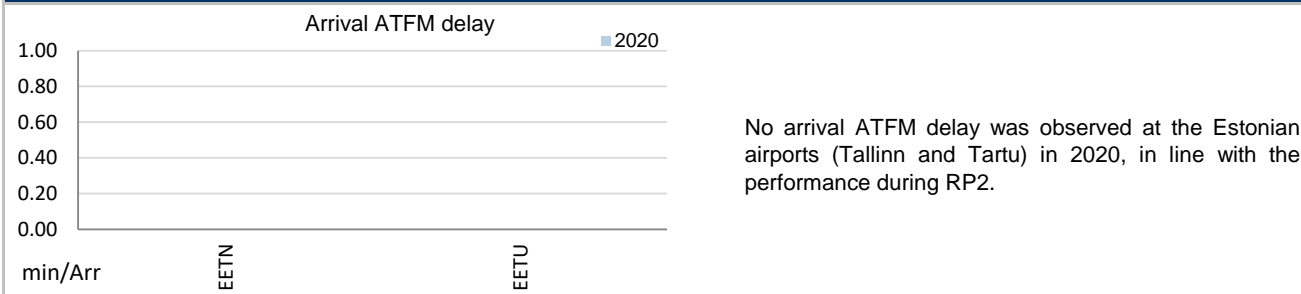 Arrival ATFM delay
2020
1.00
0.80
0.60
0.40
0.20
0.00
min/Arr
EETN
EETU
No arrival ATFM delay was observed at the Estonian
airports (Tallinn and Tartu) in 2020, in line with the
performance during RP2.